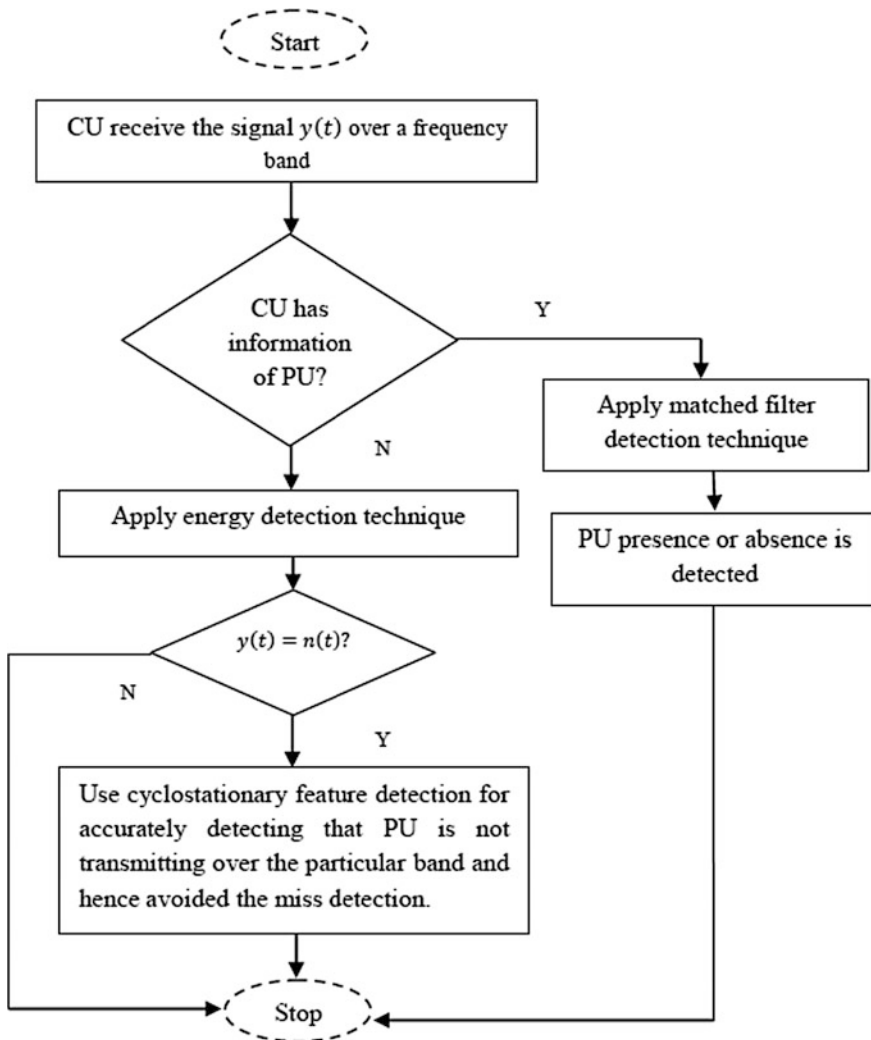 Start
CU receive the signal y(t) over a frequency
band
CU has
information
of PU?
Y
Apply matched filter
detection technique
N
Apply energy detection technique
PU presence or absence is
detected
y(t) = n(t)?
N
Y
Use cyclostationary feature detection for
accurately detecting that PU is not
transmitting over the particular band and
hence avoided the miss detection.
Stop